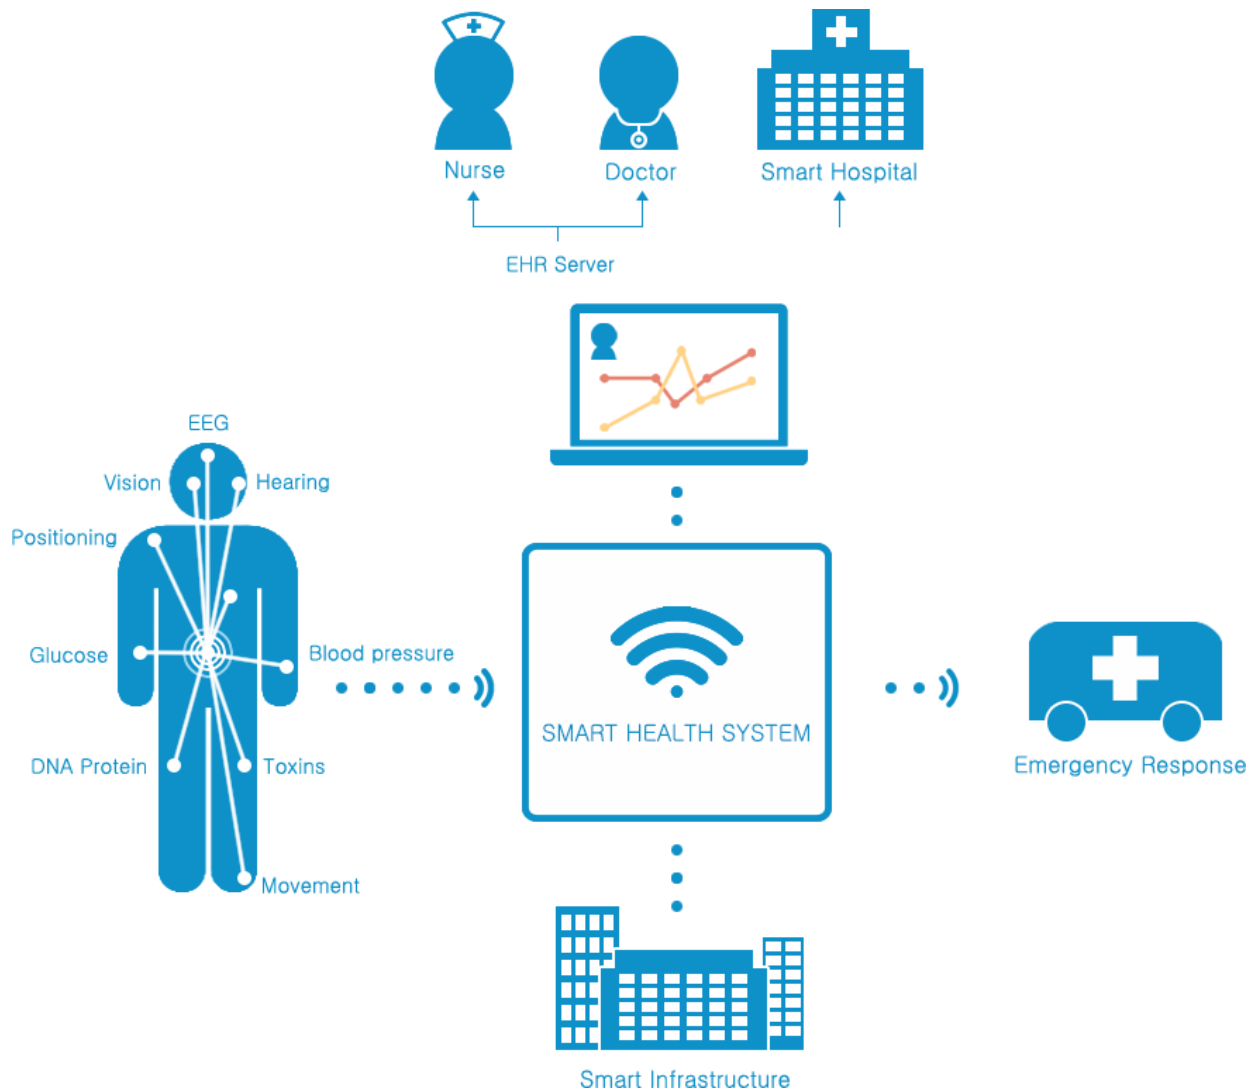 Nurse
Doctor
Smart Hospital
EHR Server
EEG
Vision
Hearing
Positioning
Glucose
Blood pressure
DNA Protein
Toxins
Movement
SMART HEALTH SYSTEM
Emergency Response
Smart Infrastructure